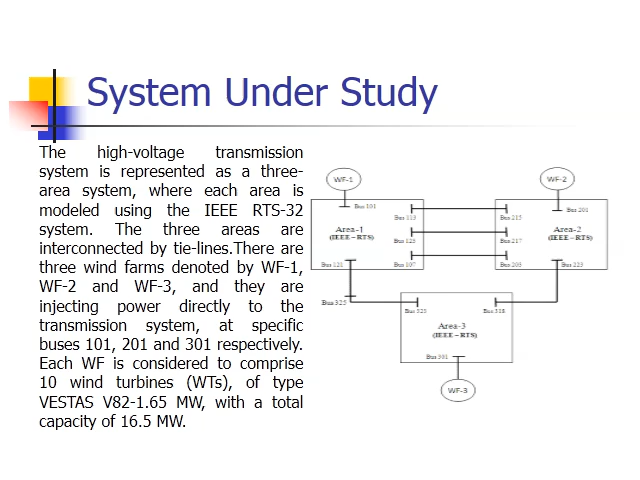 System Under Study
The high-voltage transmission
system is represented as a three-
area system, where each area is
modeled using the IEEE RTS-32
system. The three areas are
interconnected by tie-lines.There are
three wind farms denoted by WF-1,
WF-2 and WF-3, and they are
injecting power directly to the
transmission system, at specific
buses 101, 201 and 301 respectively.
Each WF is considered to comprise
10 wind turbines (WTs), of type
VESTAS V82-1.65 MW, with a total
capacity of 16.5 MW.
WF-1
WF-2
Bus 101
Bus 201
Bus 113
Bus 215
Area-1
(IEEE-RTS)
Area-2
(IEEE-RTS)
Bus 123
Bus 217
Bus 121
Bus 107
Bus 203
Bus 223
Bus 325
Bus 323
Bus 318
Area-3
(IEEE-RTS)
Bus 301
WF-3